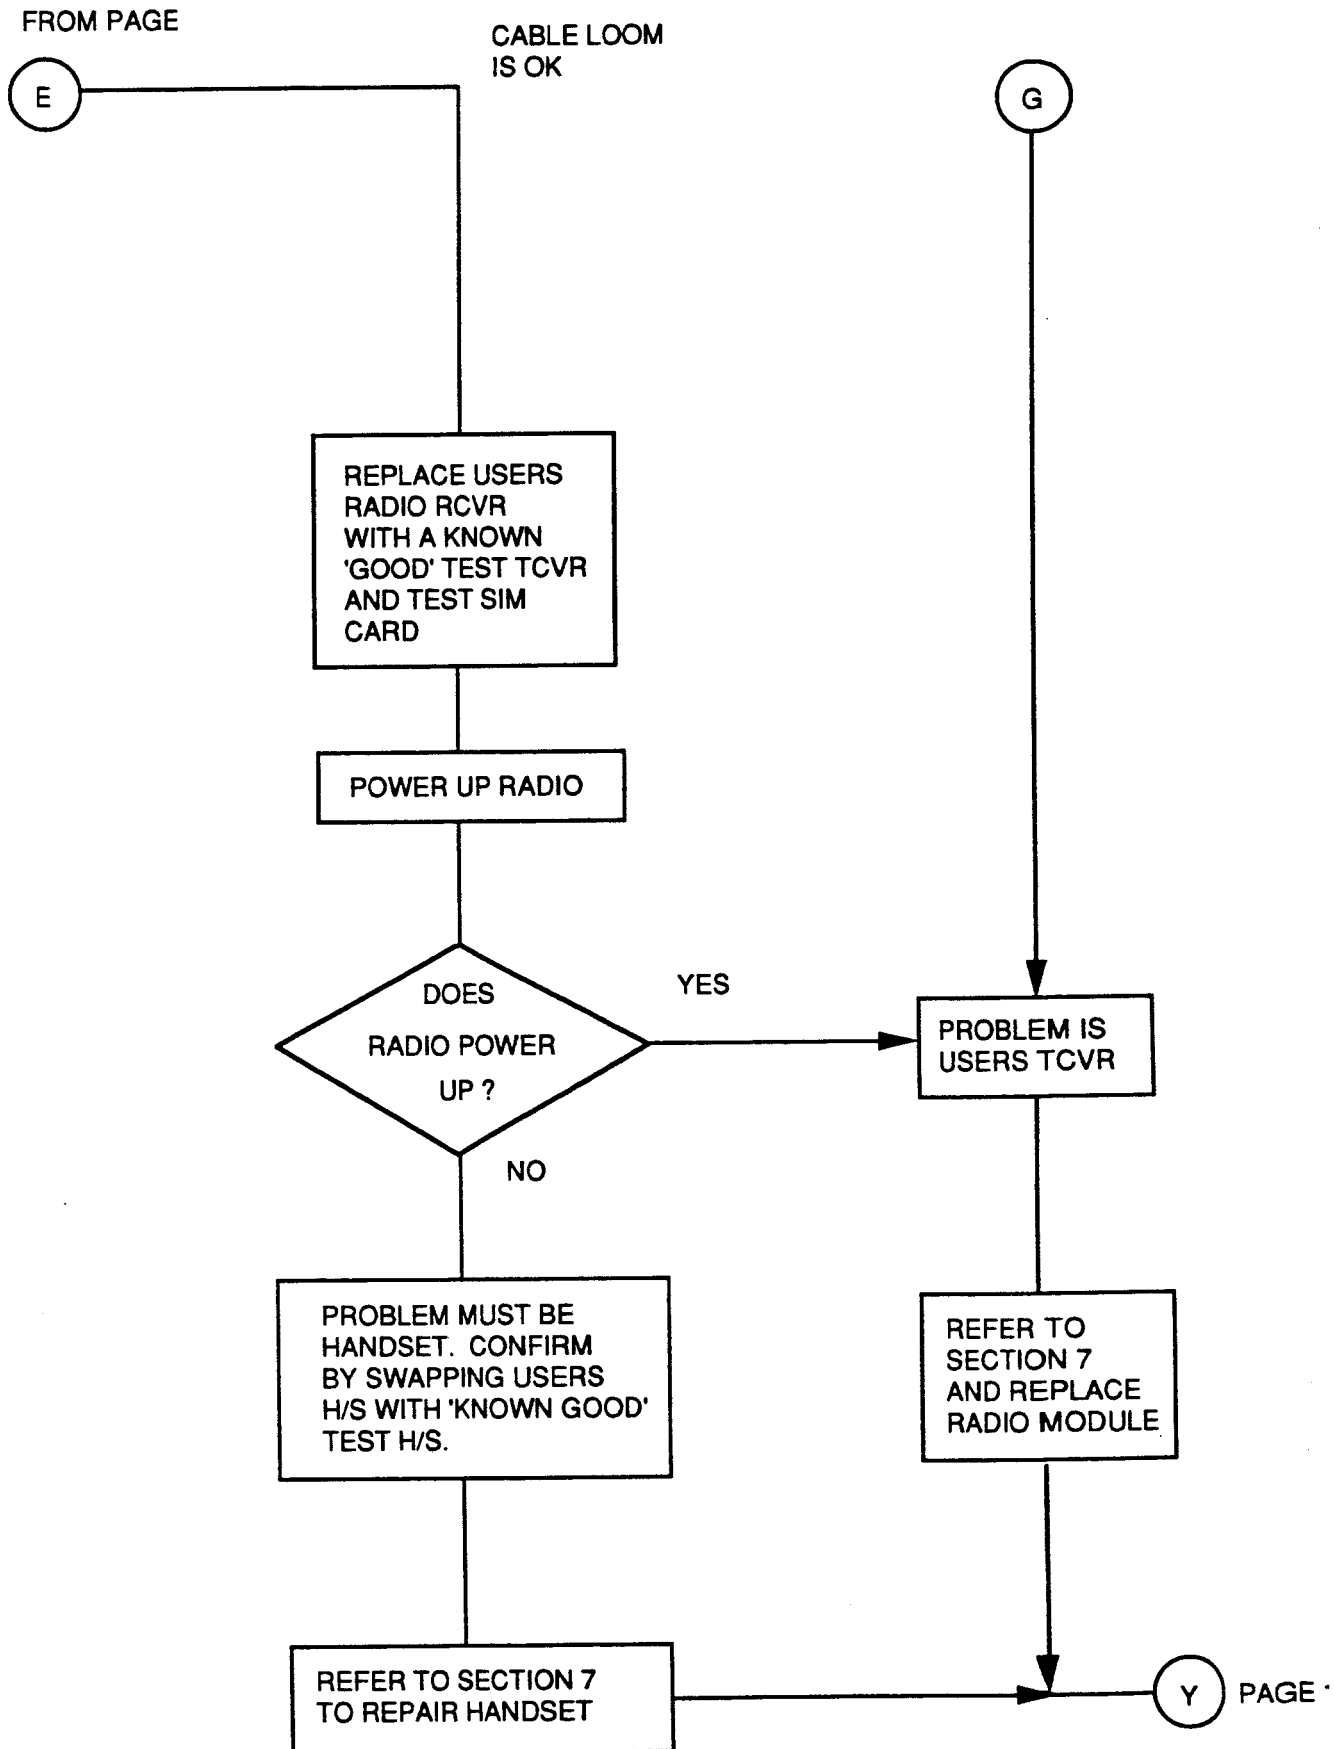 FROM PAGE
CABLE LOOM
IS OK
E
G
REPLACE USERS
RADIO RCVR
WITH A KNOWN
'GOOD' TEST TCVR
AND TEST SIM
CARD
POWER UP RADIO
DOES
RADIO POWER
UP ?
YES
PROBLEM IS
USERS TCVR
NO
PROBLEM MUST BE
HANDSET. CONFIRM
BY SWAPPING USERS
H/S WITH 'KNOWN GOOD'
TEST H/S.
REFER TO
SECTION 7
AND REPLACE
RADIO MODULE
REFER TO SECTION 7
TO REPAIR HANDSET
Y
PAGE